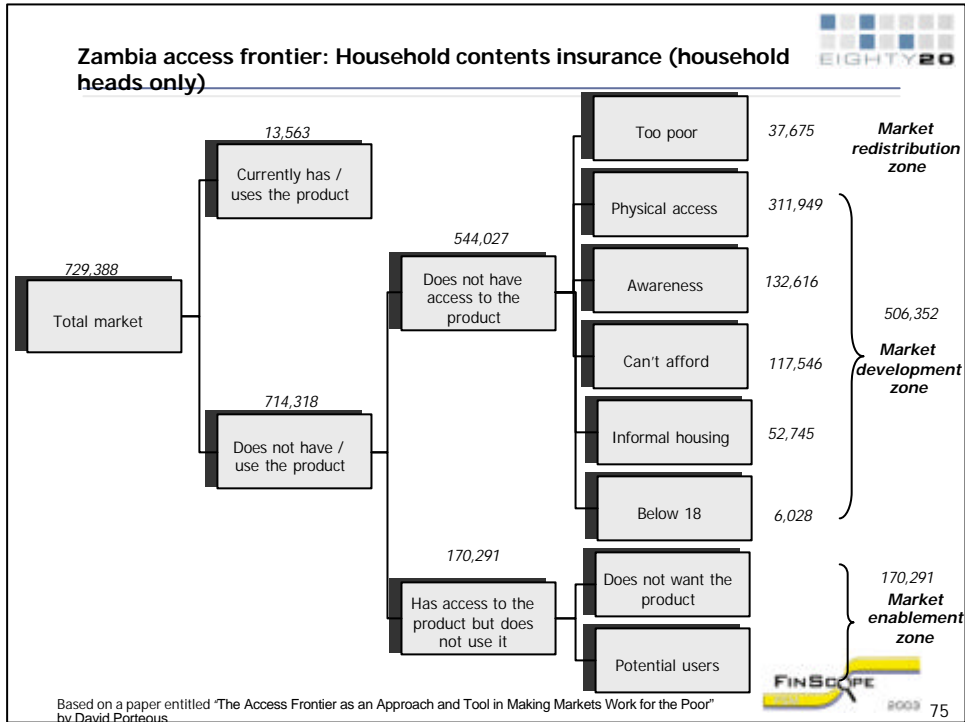 Zambia access frontier: Household contents insurance (household
heads only)
EIGHTY20
13,563
Currently has /
uses the product
729,388
Total market
714,318
Does not have /
use the product
544,027
Does not have
access to the
product
170,291
Has access to the
product but does
not use it
Too poor
37,675
Market
redistribution
zone
Physical access
311,949
Awareness
132,616
Can't afford
117,546
Informal housing
52,745
Below 18
6,028
506,352
Market
development
zone
Does not want the
product
Potential users
170,291
Market
enablement
zone
FINSCOPE
2003
75
Based on a paper entitled "The Access Frontier as an Approach and Tool in Making Markets Work for the Poor"
by David Porteous